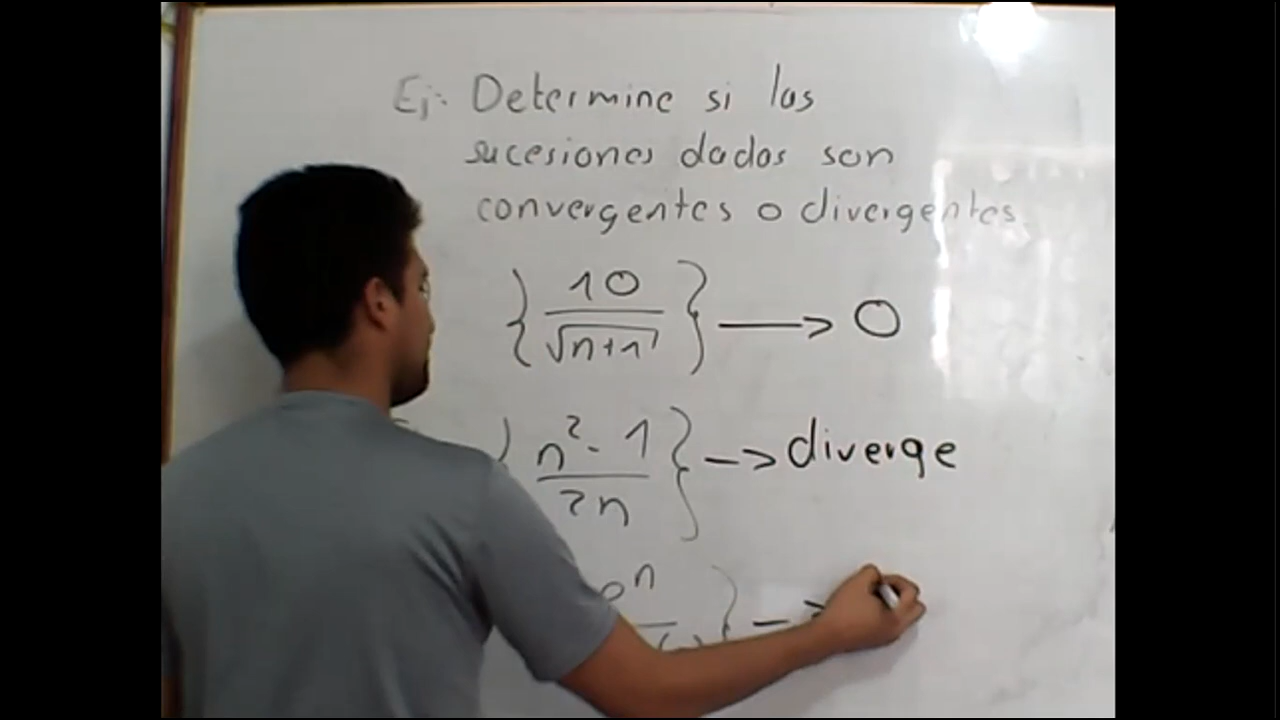 Ej: Determine si las
sucesiones dadas son
convergentes o divergentes.
{ 10 / √n+1 } → 0
{ n² - 1 / 2n } → diverge